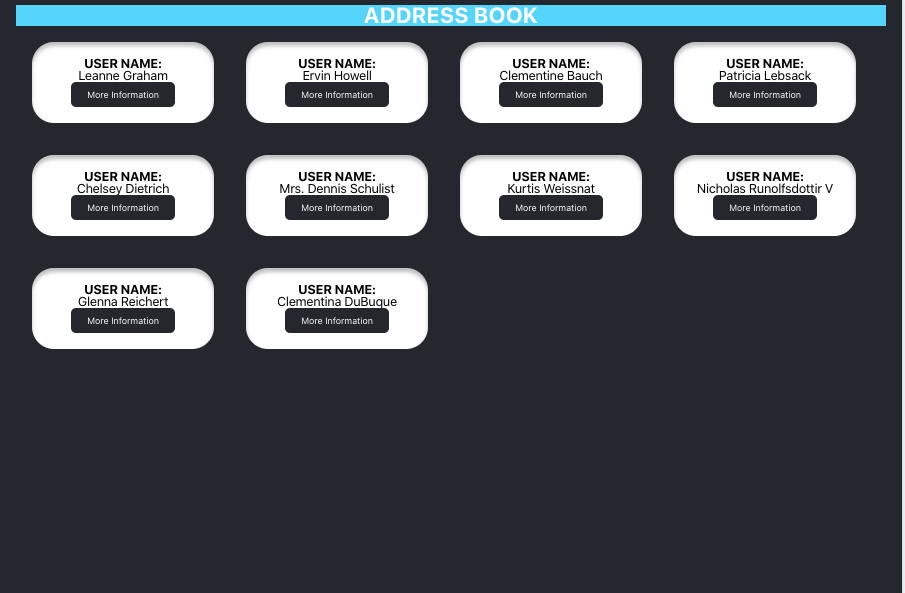 ADDRESS BOOK
USER NAME:
Leanne Graham
More Information
USER NAME:
Ervin Howell
More Information
USER NAME:
Clementine Bauch
More Information
USER NAME:
Patricia Lebsack
More Information
USER NAME:
Chelsey Dietrich
More Information
USER NAME:
Mrs. Dennis Schulist
More Information
USER NAME:
Kurtis Weissnat
More Information
USER NAME:
Nicholas Runolfsdottir V
More Information
USER NAME:
Glenna Reichert
More Information
USER NAME:
Clementina DuBuque
More Information